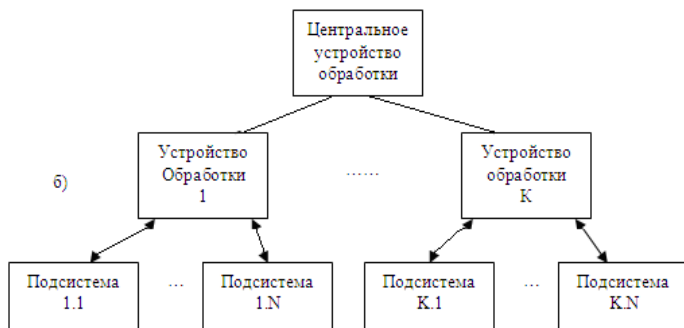 Центральное
устройство
обработки
Устройство
Обработки
1
......
Устройство
обработки
К
б)
Подсистема
1.1
...
Подсистема
1.N
Подсистема
К.1
...
Подсистема
К.N